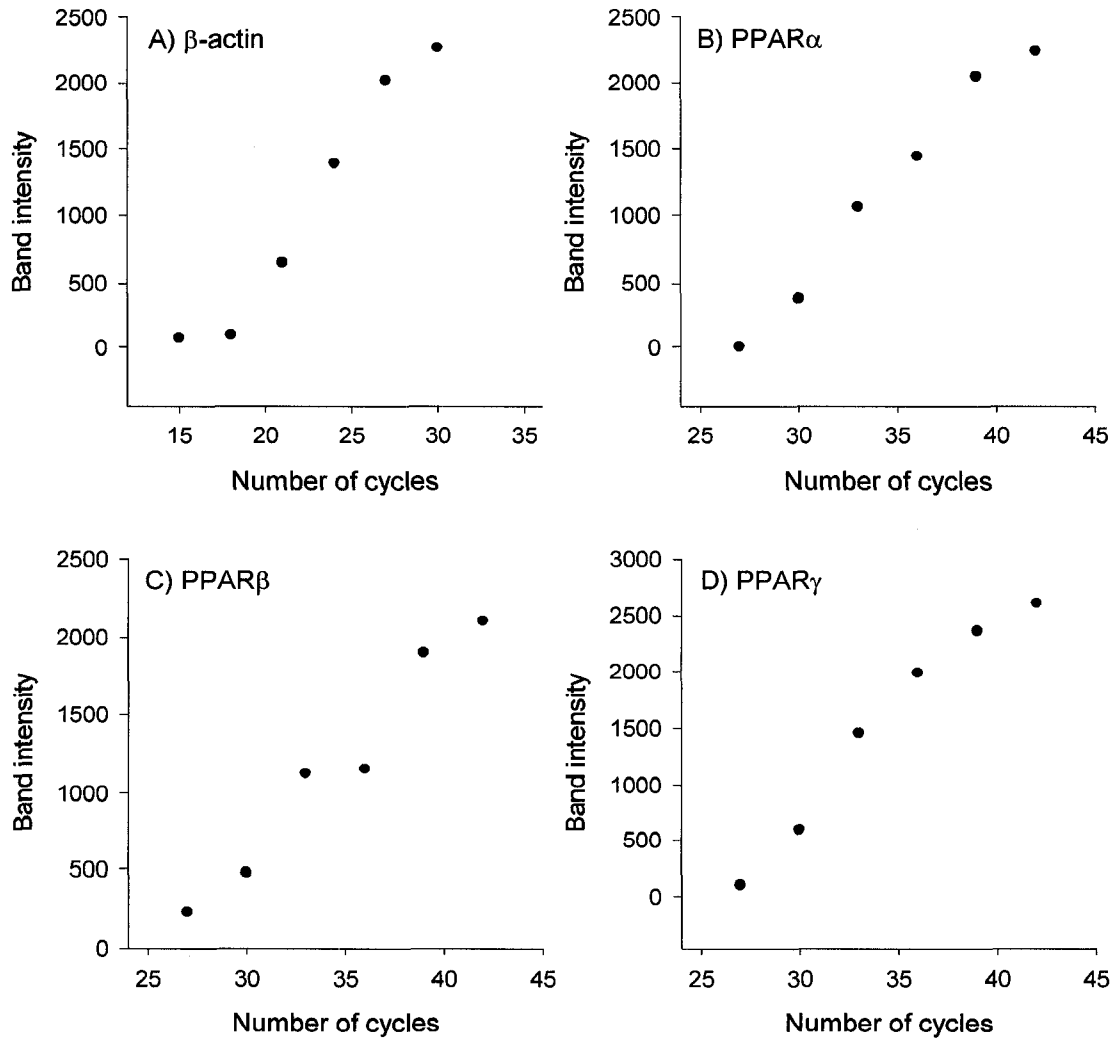 A) β-actin
2500
2000
1500
1000
500
0
Band intensity
15 20 25 30 35
Number of cycles
B) PPARα
2500
2000
1500
1000
500
0
Band intensity
25 30 35 40 45
Number of cycles
C) PPARβ
2500
2000
1500
1000
500
0
Band intensity
25 30 35 40 45
Number of cycles
D) PPARγ
3000
2500
2000
1500
1000
500
0
Band intensity
25 30 35 40 45
Number of cycles